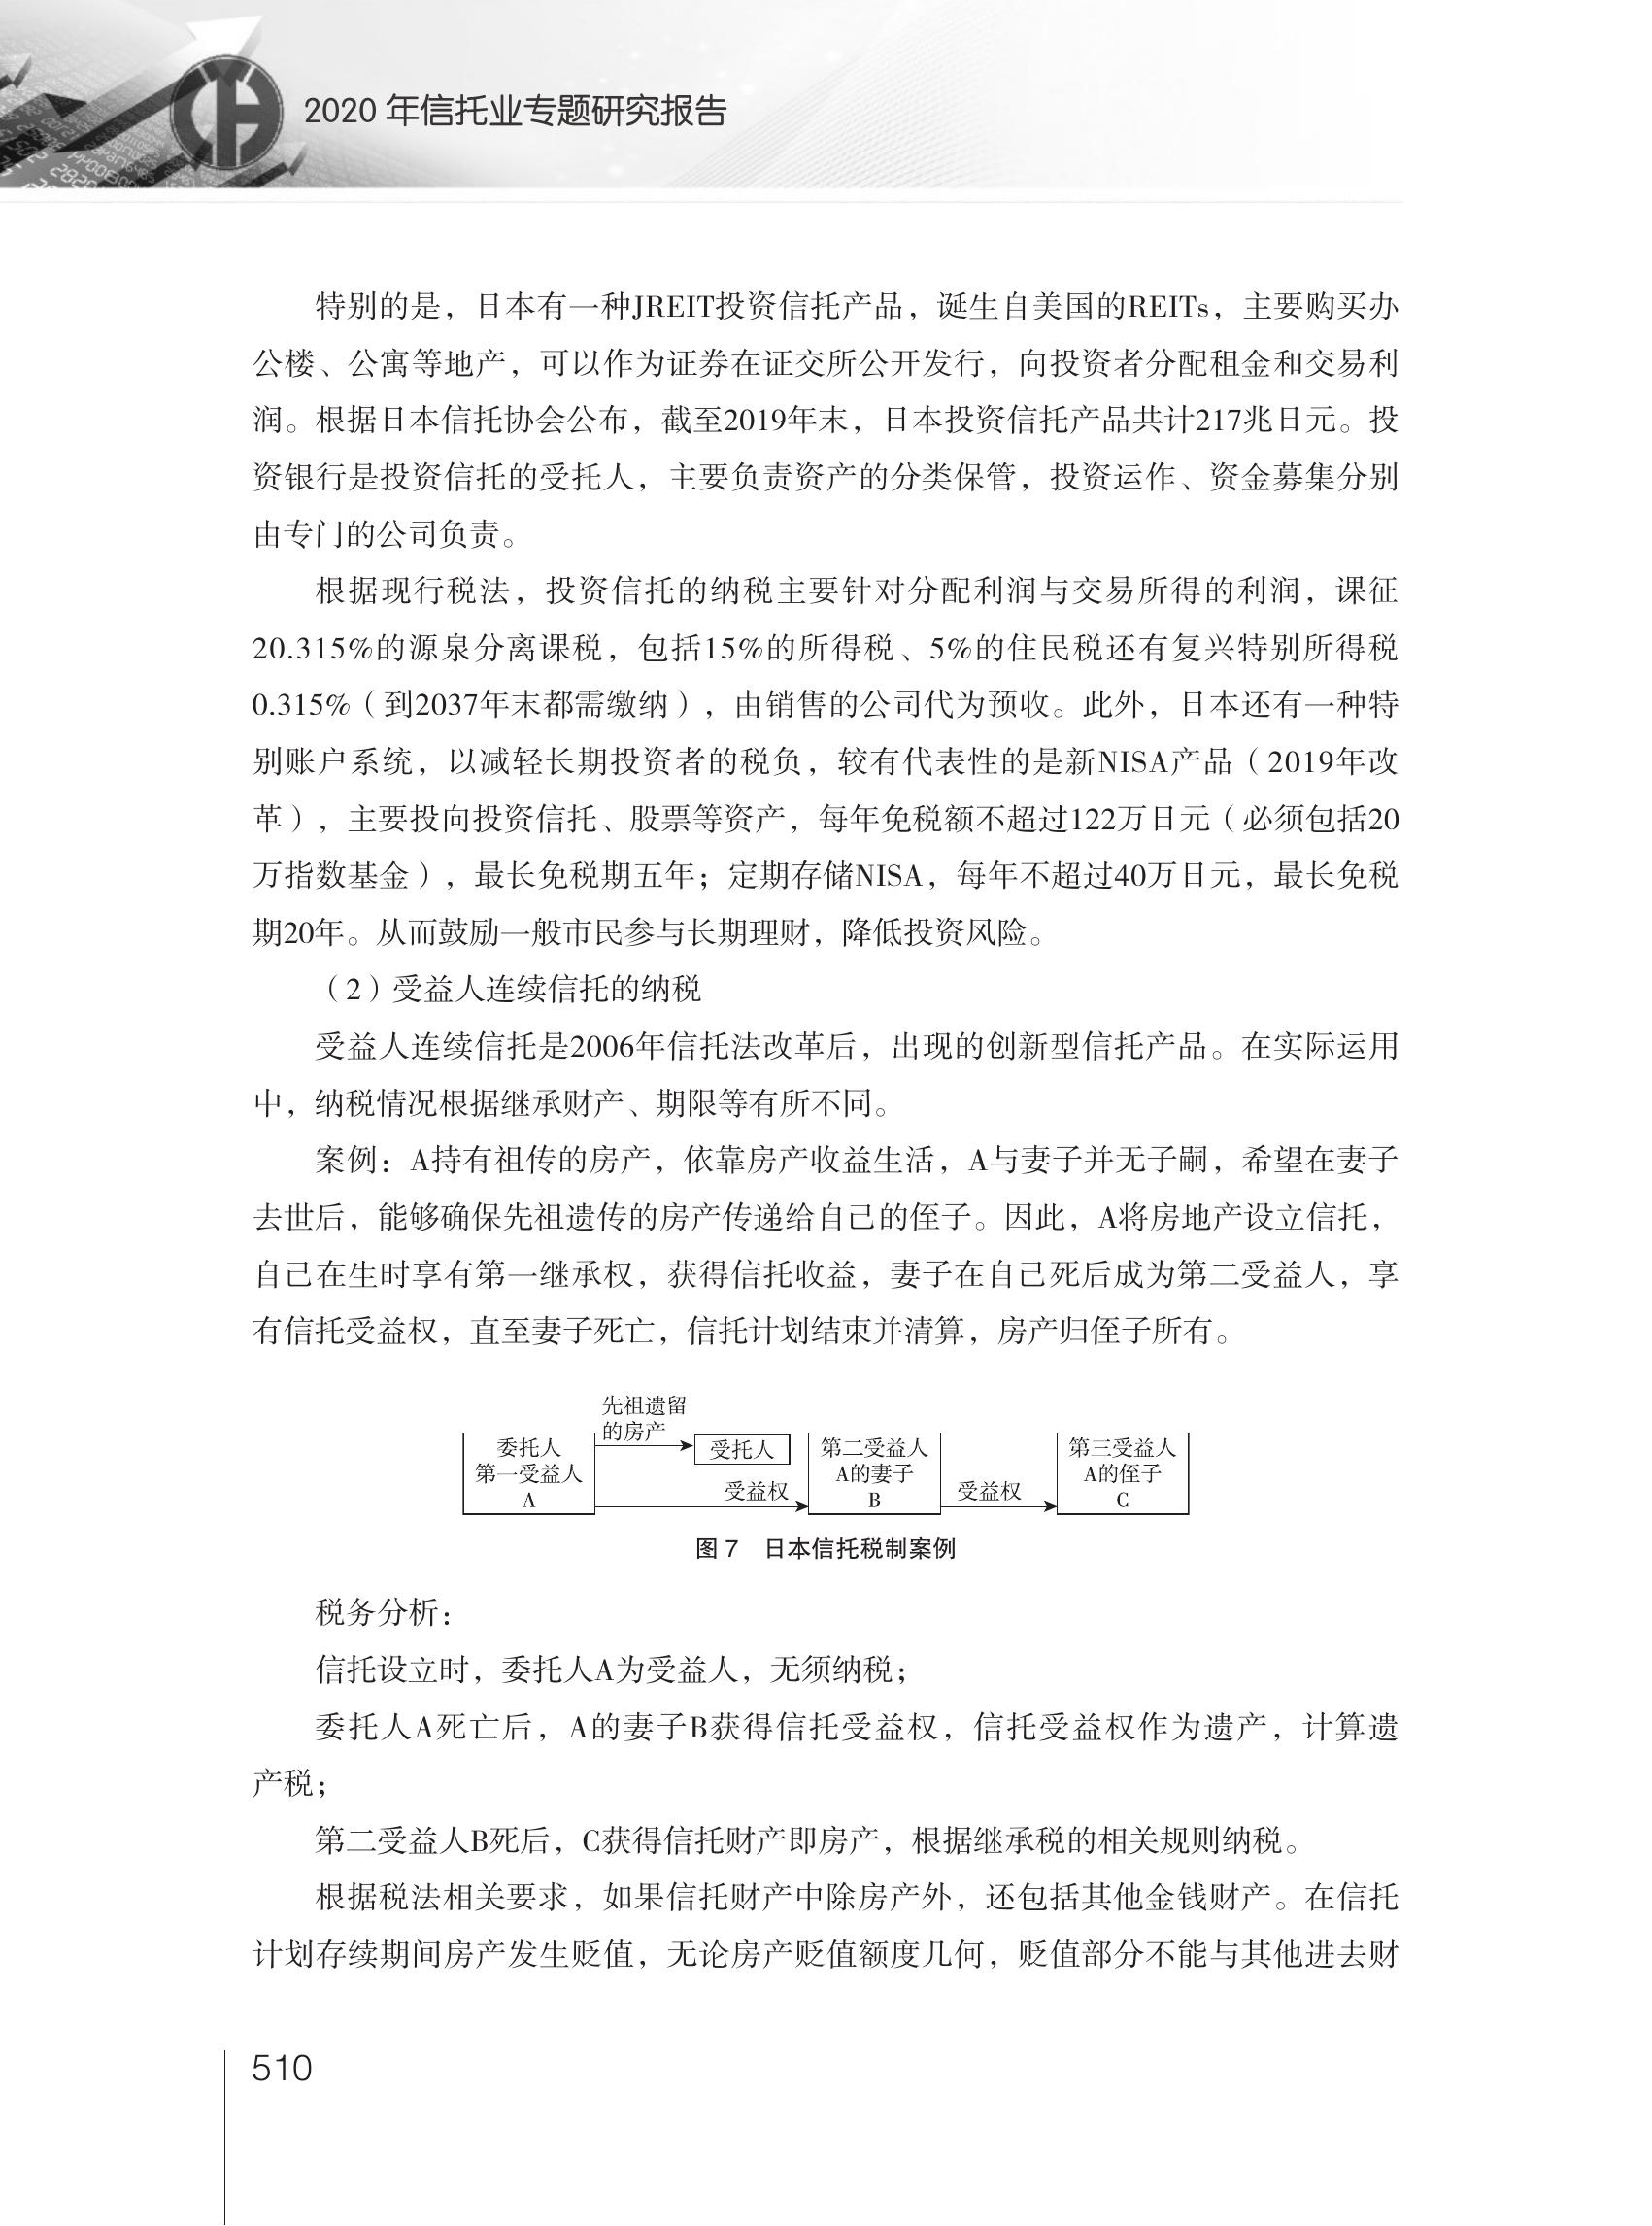 2020 年信托业专题研究报告
特别的是，日本有一种JREIT投资信托产品，诞生自美国的REITs，主要购买办
公楼、公寓等地产，可以作为证券在证交所公开发行，向投资者分配租金和交易利
润。根据日本信托协会公布，截至2019年末，日本投资信托产品共计217兆日元。投
资银行是投资信托的受托人，主要负责资产的分类保管，投资运作、资金募集分别
由专门的公司负责。
根据现行税法，投资信托的纳税主要针对分配利润与交易所得的利润，课征
20.315%的源泉分离课税，包括15%的所得税、5%的住民税还有复兴特别所得税
0.315%（到2037年末都需缴纳），由销售的公司代为预收。此外，日本还有一种特
别账户系统，以减轻长期投资者的税负，较有代表性的是新NISA产品（2019年改
革），主要投向投资信托、股票等资产，每年免税额不超过122万日元（必须包括20
万指数基金），最长免税期五年；定期存储NISA，每年不超过40万日元，最长免税
期20年。从而鼓励一般市民参与长期理财，降低投资风险。
（2）受益人连续信托的纳税
受益人连续信托是2006年信托法改革后，出现的创新型信托产品。在实际运用
中，纳税情况根据继承财产、期限等有所不同。
案例：A持有祖传的房产，依靠房产收益生活，A与妻子并无子嗣，希望在妻子
去世后，能够确保先祖遗传的房产传递给自己的侄子。因此，A将房地产设立信托，
自己在生时享有第一继承权，获得信托收益，妻子在自己死后成为第二受益人，享
有信托受益权，直至妻子死亡，信托计划结束并清算，房产归侄子所有。
先祖遗留
的房产
委托人
第一受益人
A
受托人
受益权
第二受益人
A的妻子
B
受益权
第三受益人
A的侄子
C
图 7　日本信托税制案例
税务分析：
信托设立时，委托人A为受益人，无须纳税；
委托人A死亡后，A的妻子B获得信托受益权，信托受益权作为遗产，计算遗
产税；
第二受益人B死后，C获得信托财产即房产，根据继承税的相关规则纳税。
根据税法相关要求，如果信托财产中除房产外，还包括其他金钱财产。在信托
计划存续期间房产发生贬值，无论房产贬值额度几何，贬值部分不能与其他进去财
510